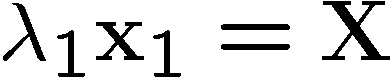 λ₁x₁ = X